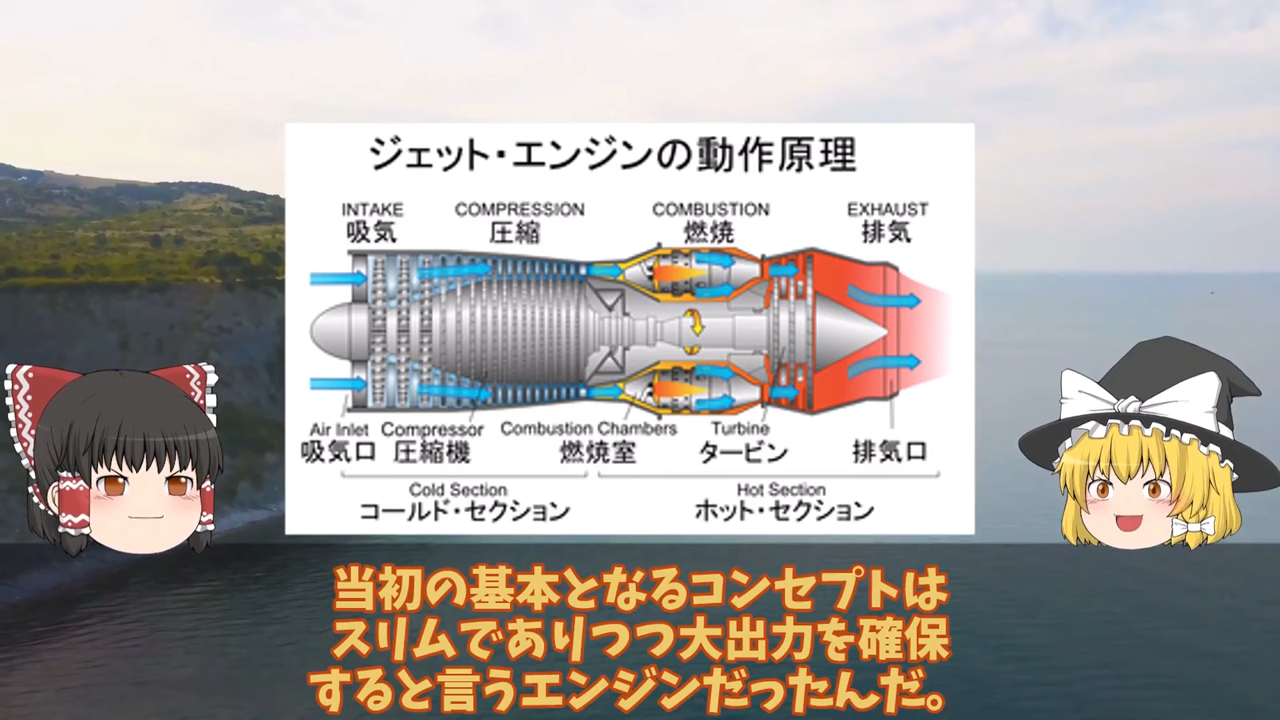 ジェット・エンジンの動作原理
INTAKE COMPRESSION COMBUSTION EXHAUST
吸気 圧縮 燃焼 排気
Air Inlet Compressor Combustion Chambers Turbine
吸気口 圧縮機 燃焼室 タービン 排気口
Cold Section Hot Section
コールド・セクション ホット・セクション
当初の基本となるコンセプトは
スリムでありつつ大出力を確保
すると言うエンジンだったんだ。